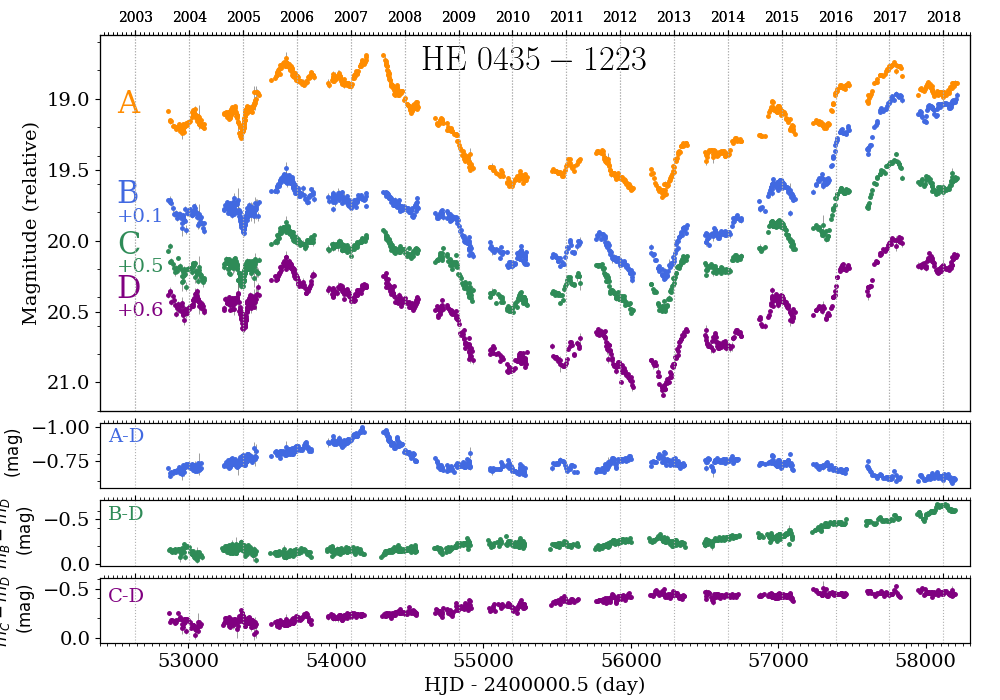 2003 2004 2005 2006 2007 2008 2009 2010 2011 2012 2013 2014 2015 2016 2017 2018
HE 0435 − 1223
Magnitude (relative)
19.0
19.5
20.0
20.5
21.0
A
B
+0.1
C
+0.5
D
+0.6
A-D
(mag)
−1.00
−0.75
B-D
m_B − m_D
(mag)
−0.5
0.0
C-D
m_C − m_D
(mag)
−0.5
0.0
53000 54000 55000 56000 57000 58000
HJD - 2400000.5 (day)